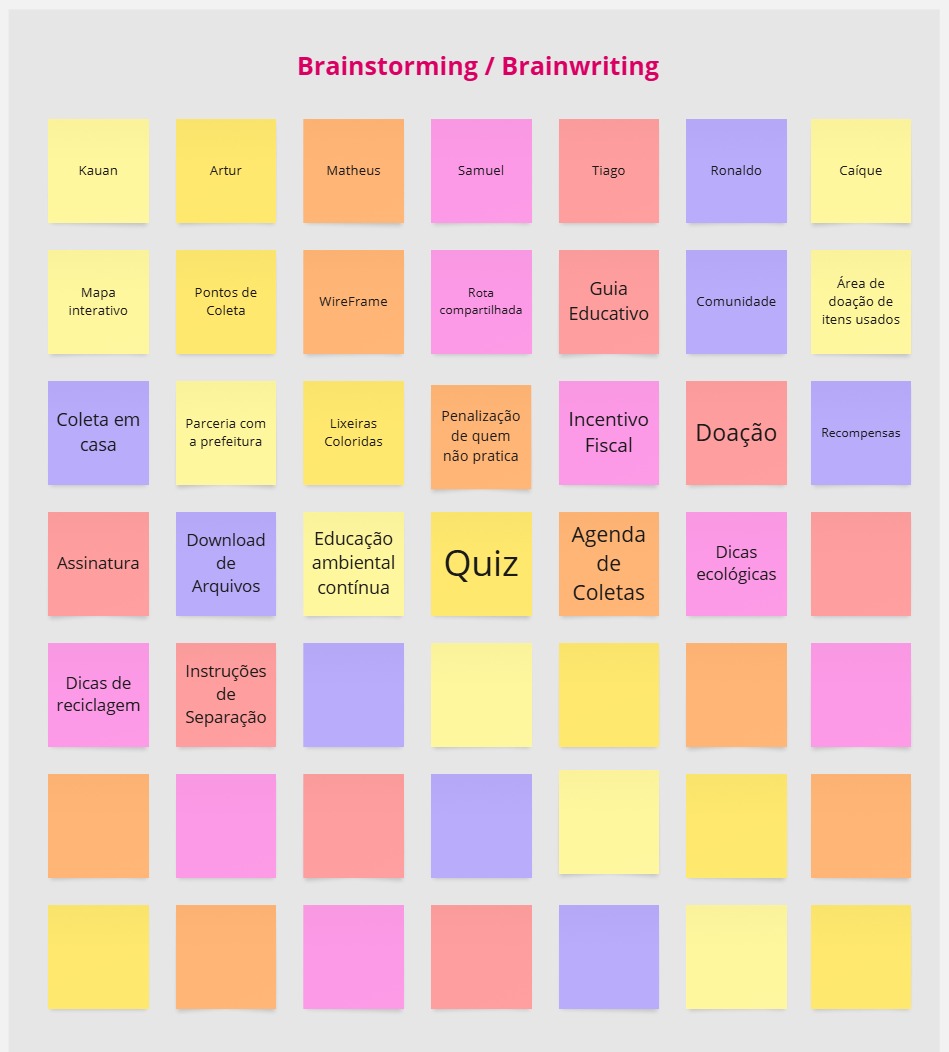 Brainstorming / Brainwriting
Kauan
Artur
Matheus
Samuel
Tiago
Ronaldo
Caíque
Mapa
interativo
Pontos de
Coleta
WireFrame
Rota
compartilhada
Guia
Educativo
Comunidade
Área de
doação de
itens usados
Coleta em
casa
Parceria com
a prefeitura
Lixeiras
Coloridas
Penalização
de quem
não pratica
Incentivo
Fiscal
Doação
Recompensas
Assinatura
Download
de
Arquivos
Educação
ambiental
contínua
Quiz
Agenda
de
Coletas
Dicas
ecológicas
Dicas de
reciclagem
Instruções
de
Separação